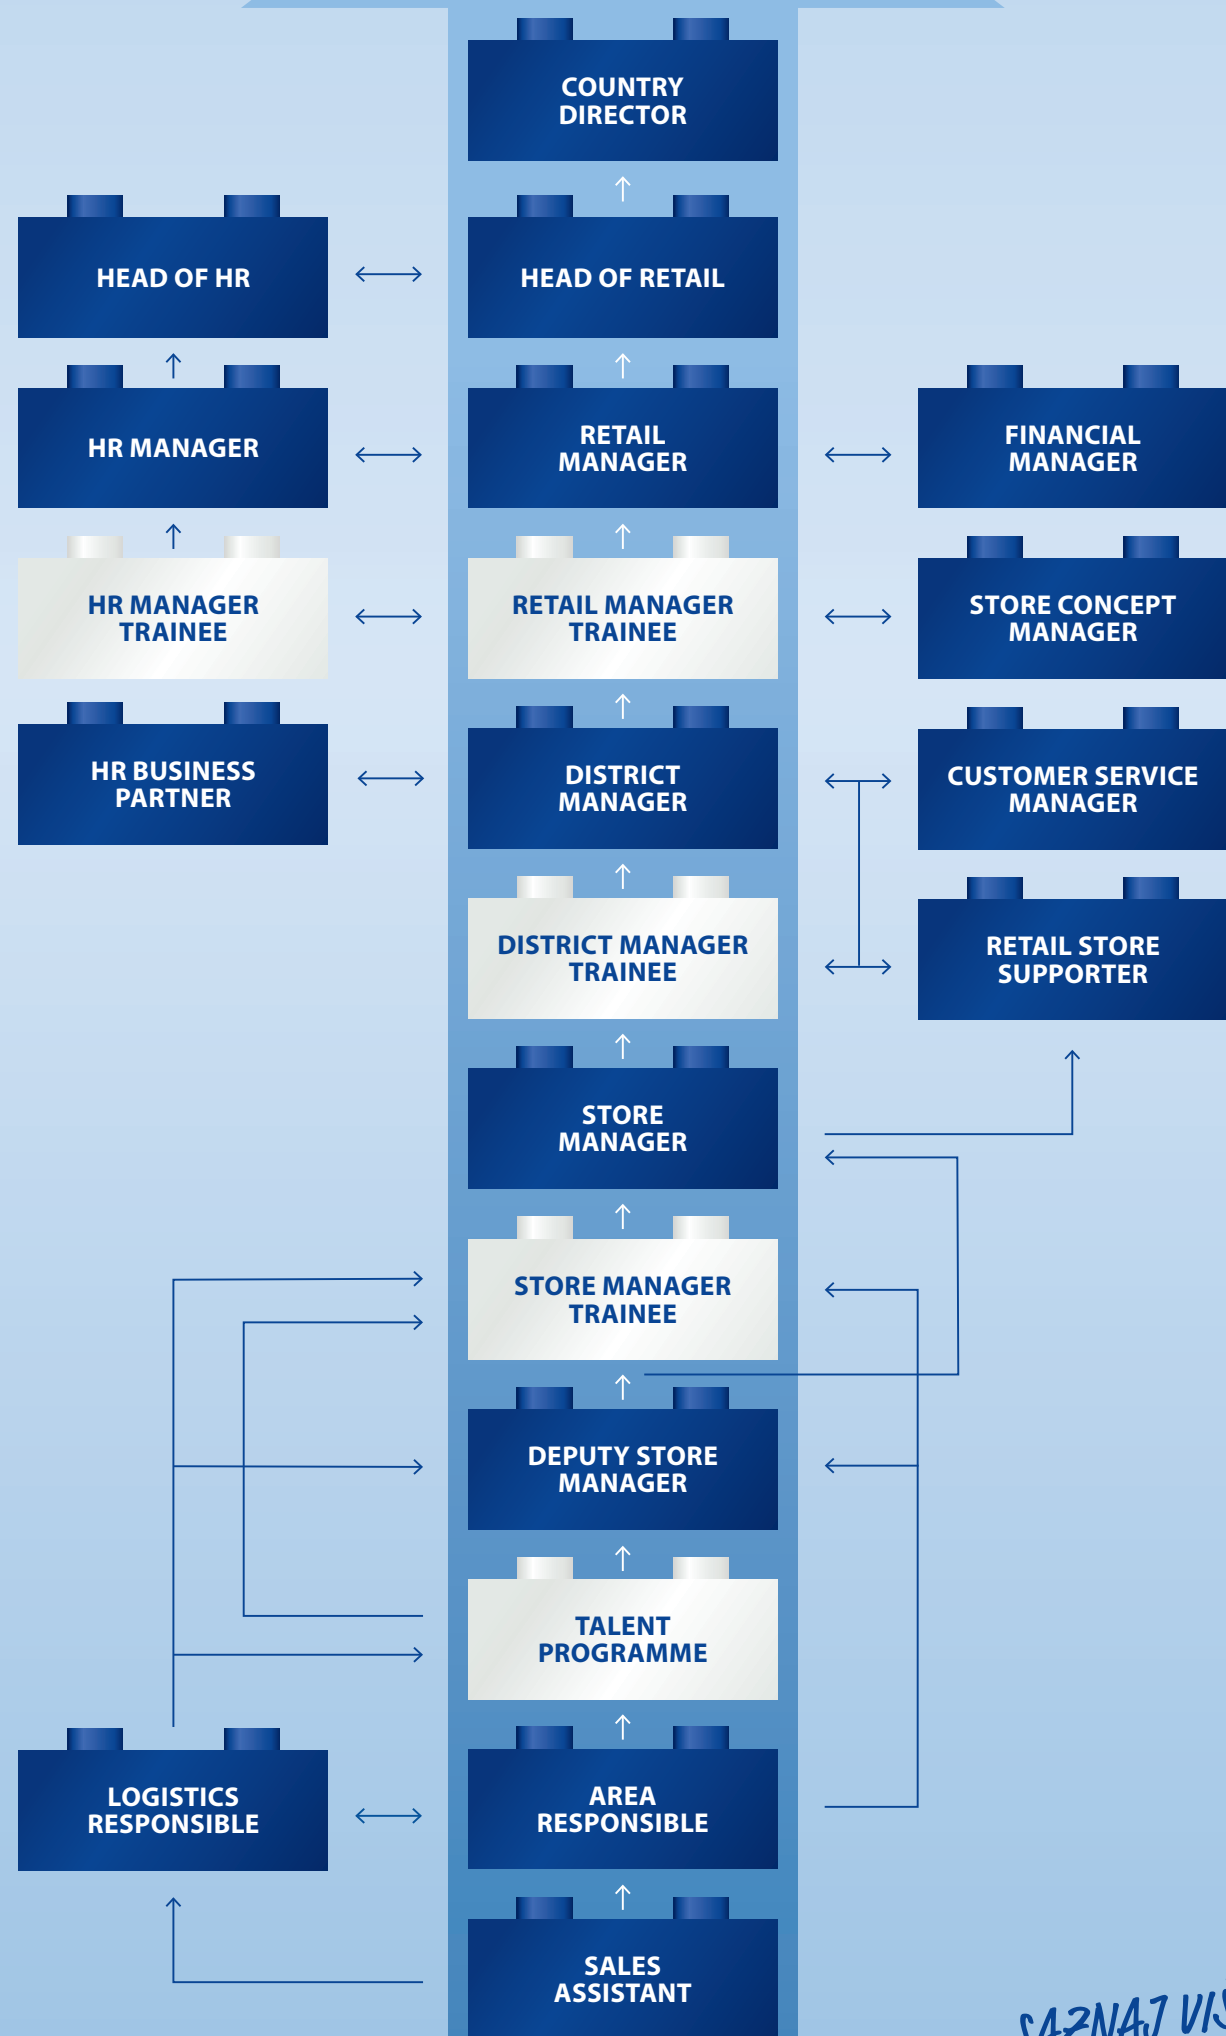 COUNTRY
DIRECTOR
HEAD OF HR
HEAD OF RETAIL
HR MANAGER
RETAIL
MANAGER
FINANCIAL
MANAGER
HR MANAGER
TRAINEE
RETAIL MANAGER
TRAINEE
STORE CONCEPT
MANAGER
HR BUSINESS
PARTNER
DISTRICT
MANAGER
CUSTOMER SERVICE
MANAGER
DISTRICT MANAGER
TRAINEE
RETAIL STORE
SUPPORTER
STORE
MANAGER
STORE MANAGER
TRAINEE
DEPUTY STORE
MANAGER
TALENT
PROGRAMME
LOGISTICS
RESPONSIBLE
AREA
RESPONSIBLE
SALES
ASSISTANT
SAZNAJ